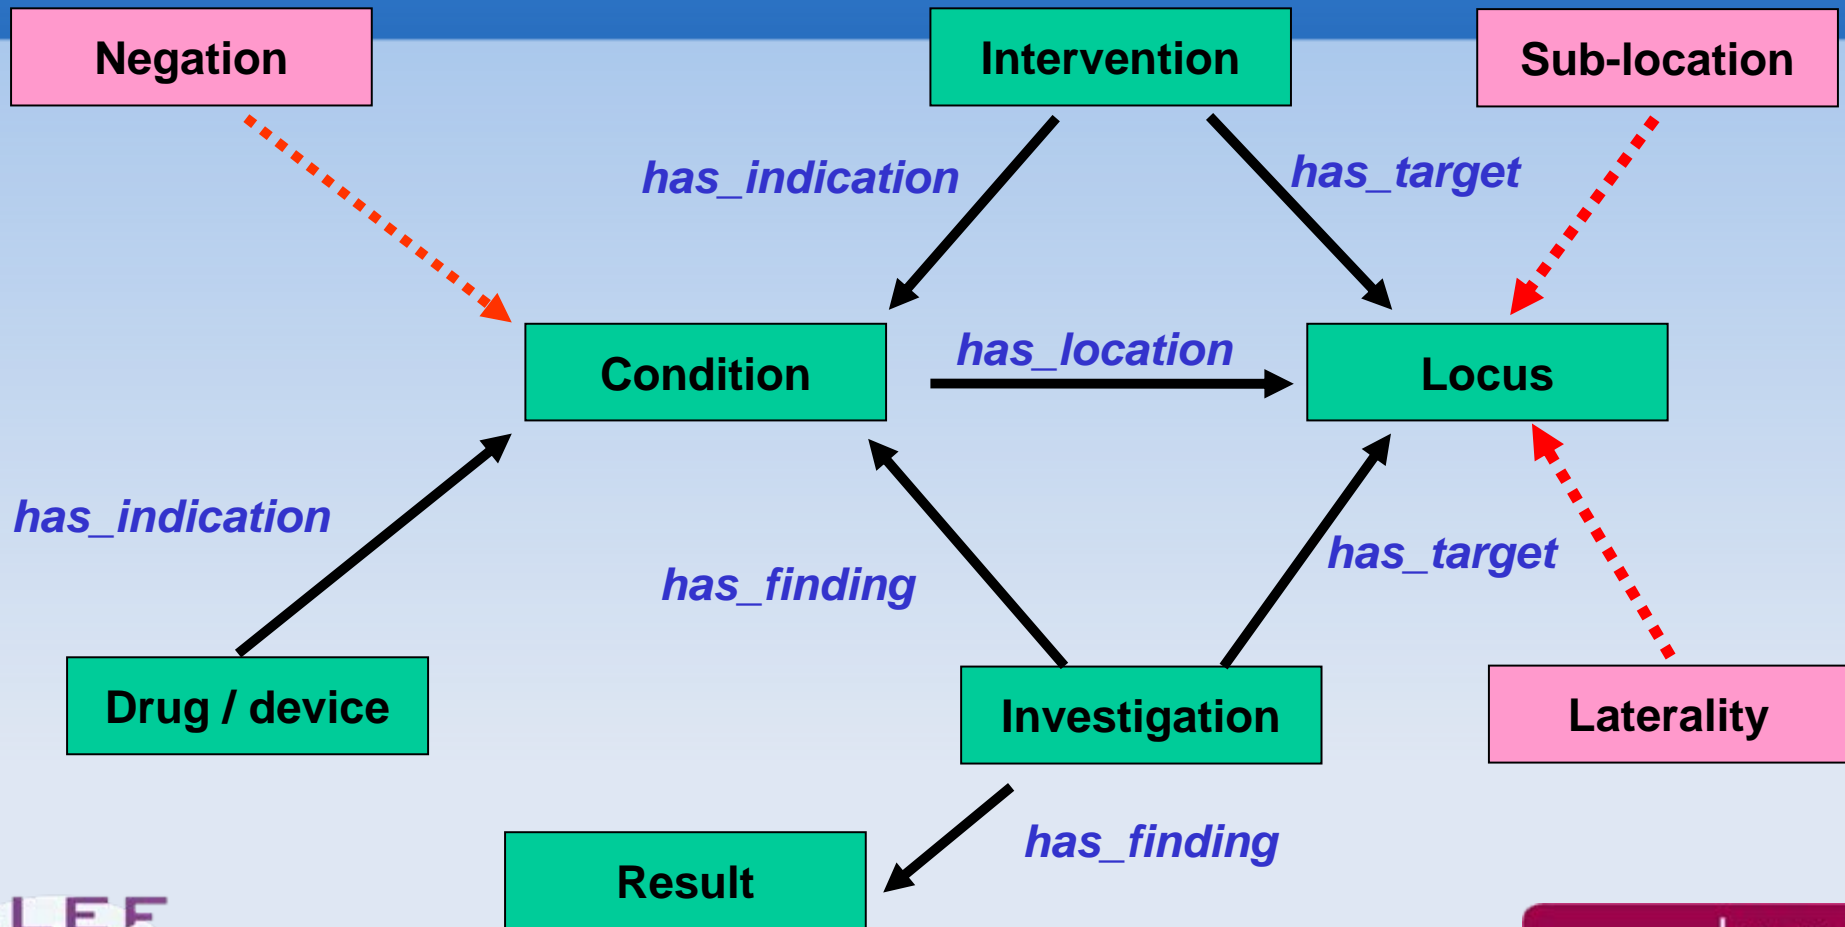 Negation
Intervention
Sub-location
has_indication
has_target
Condition
has_location
Locus
has_indication
has_finding
has_target
Drug / device
Investigation
Laterality
has_finding
Result